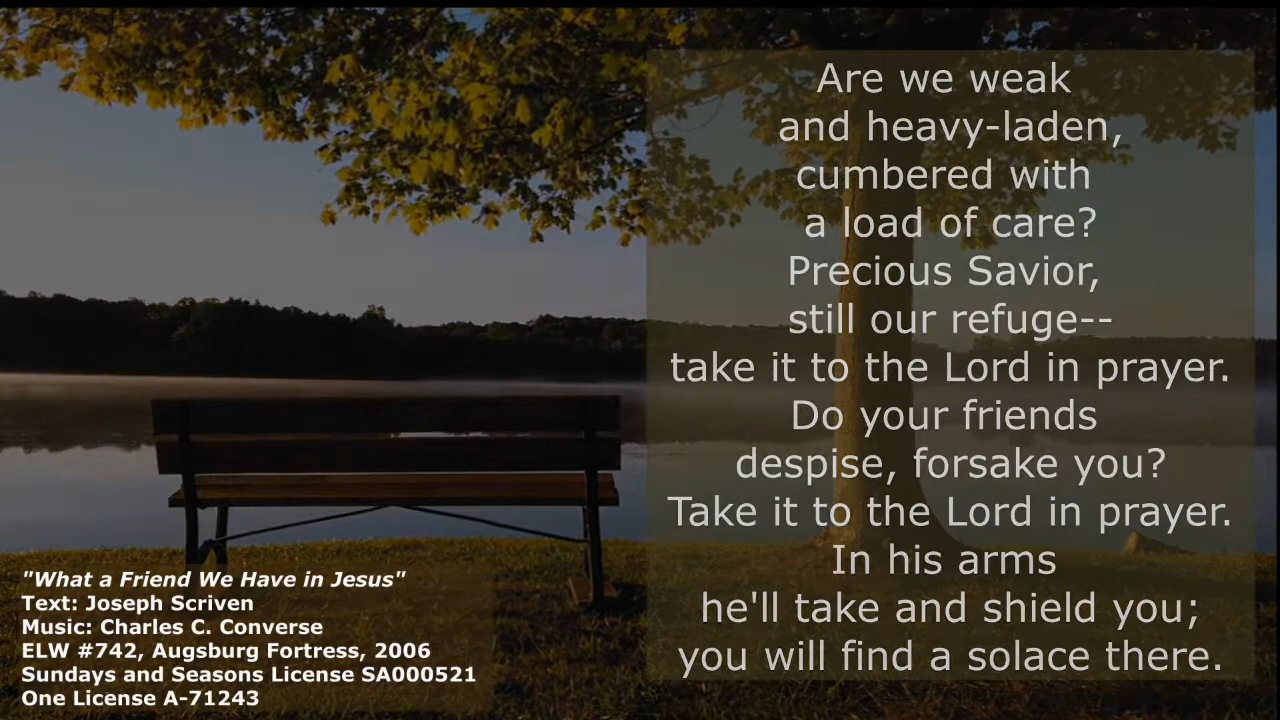 Are we weak
and heavy-laden,
cumbered with
a load of care?
Precious Savior,
still our refuge--
take it to the Lord in prayer.
Do your friends
despise, forsake you?
Take it to the Lord in prayer.
In his arms
he'll take and shield you;
you will find a solace there.
"What a Friend We Have in Jesus"
Text: Joseph Scriven
Music: Charles C. Converse
ELW #742, Augsburg Fortress, 2006
Sundays and Seasons License SA000521
One License A-71243